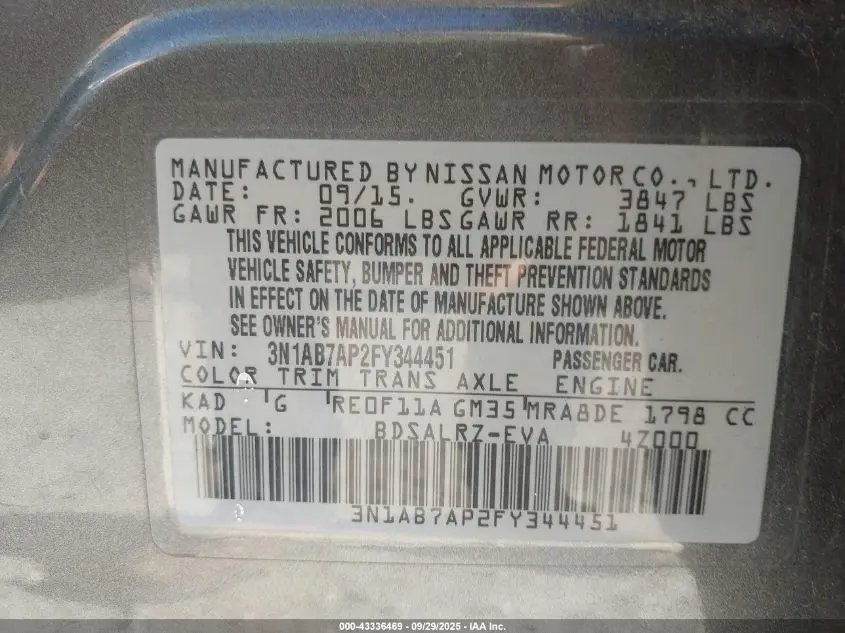 MANUFACTURED BY NISSAN MOTOR CO., LTD.
DATE: 09/15. GVWR: 3847 LBS
GAWR FR: 2006 LBS GAWR RR: 1841 LBS
THIS VEHICLE CONFORMS TO ALL APPLICABLE FEDERAL MOTOR
VEHICLE SAFETY, BUMPER AND THEFT PREVENTION STANDARDS
IN EFFECT ON THE DATE OF MANUFACTURE SHOWN ABOVE.
SEE OWNER'S MANUAL FOR ADDITIONAL INFORMATION.
VIN: 3N1AB7AP2FY344451 PASSENGER CAR.
COLOR TRIM TRANS AXLE ENGINE
KAD G RE0F11A GM35 MRA8DE 1798 CC
MODEL: BDSALRZ-EVA 4Z000
3N1AB7AP2FY344451
000-43336469 - 09/29/2025 - IAA Inc.